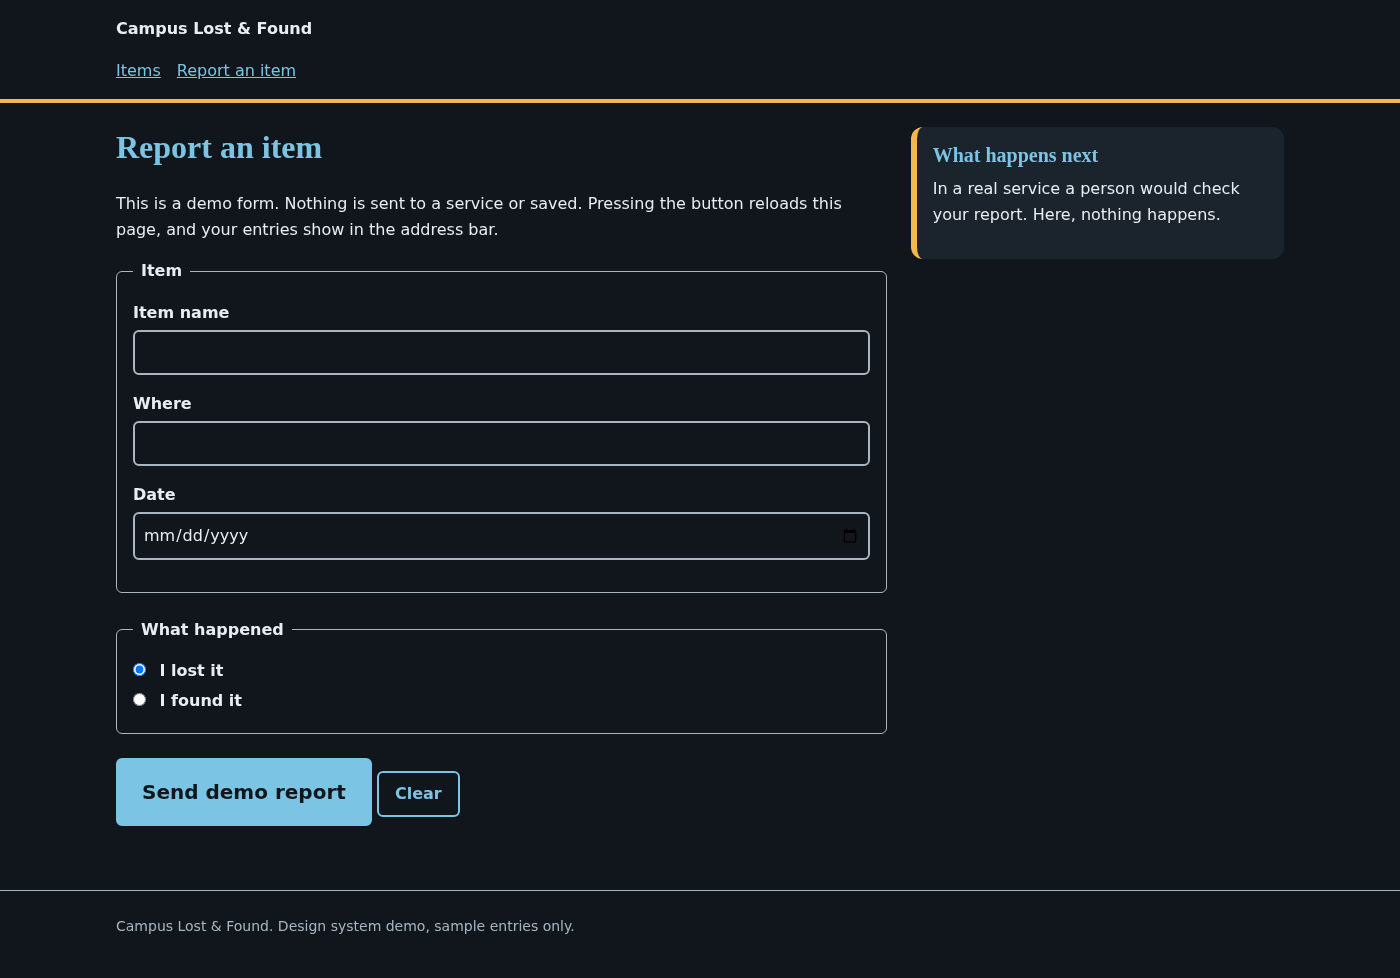 Campus Lost & Found
Items Report an item
Report an item
This is a demo form. Nothing is sent to a service or saved. Pressing the button reloads this
page, and your entries show in the address bar.
Item
Item name
Where
Date
mm/dd/yyyy
What happened
I lost it
I found it
Send demo report Clear
What happens next
In a real service a person would check
your report. Here, nothing happens.
Campus Lost & Found. Design system demo, sample entries only.